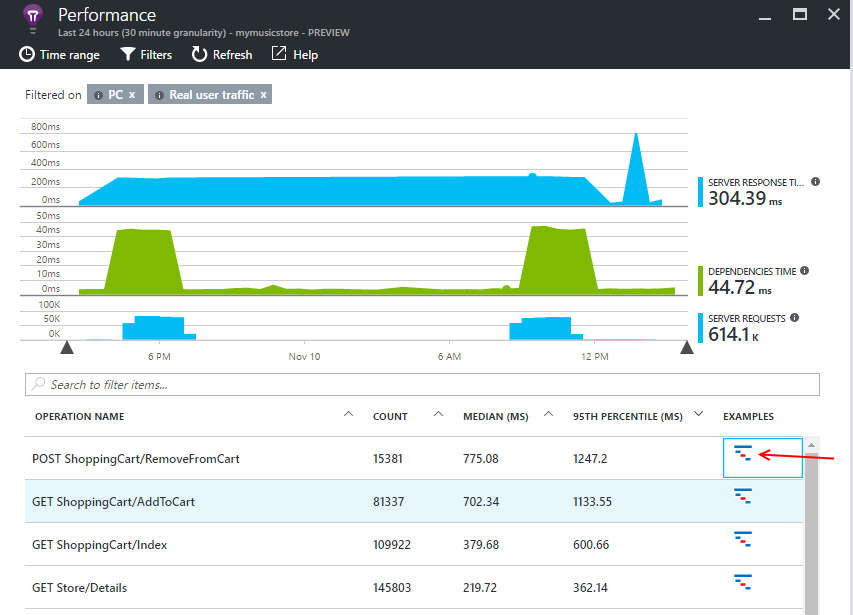 Performance
Last 24 hours (30 minute granularity) - mymusicstore - PREVIEW
Time range Filters Refresh Help
Filtered on PC x Real user traffic x
800ms
600ms
400ms
200ms
0ms
SERVER RESPONSE TI...
304.39 ms
50ms
40ms
30ms
20ms
10ms
0ms
DEPENDENCIES TIME
44.72 ms
100K
50K
0K
SERVER REQUESTS
614.1 K
6 PM Nov 10 6 AM 12 PM
Search to filter items...
OPERATION NAME COUNT MEDIAN (MS) 95TH PERCENTILE (MS) EXAMPLES
POST ShoppingCart/RemoveFromCart 15381 775.08 1247.2
GET ShoppingCart/AddToCart 81337 702.34 1133.55
GET ShoppingCart/Index 109922 379.68 600.66
GET Store/Details 145803 219.72 362.14